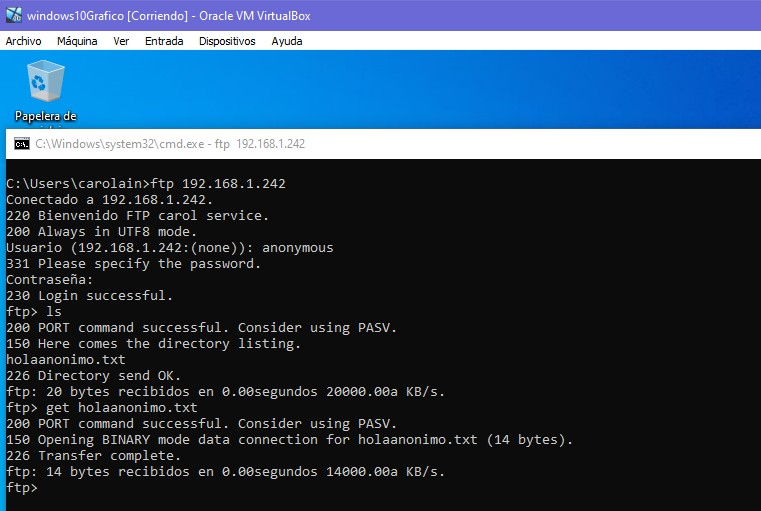 windows10Grafico [Corriendo] - Oracle VM VirtualBox
Archivo Máquina Ver Entrada Dispositivos Ayuda
Papelera de
C:\Windows\system32\cmd.exe - ftp 192.168.1.242
C:\Users\carolain>ftp 192.168.1.242
Conectado a 192.168.1.242.
220 Bienvenido FTP carol service.
200 Always in UTF8 mode.
Usuario (192.168.1.242:(none)): anonymous
331 Please specify the password.
Contraseña:
230 Login successful.
ftp> ls
200 PORT command successful. Consider using PASV.
150 Here comes the directory listing.
holaanonimo.txt
226 Directory send OK.
ftp: 20 bytes recibidos en 0.00segundos 20000.00a KB/s.
ftp> get holaanonimo.txt
200 PORT command successful. Consider using PASV.
150 Opening BINARY mode data connection for holaanonimo.txt (14 bytes).
226 Transfer complete.
ftp: 14 bytes recibidos en 0.00segundos 14000.00a KB/s.
ftp>